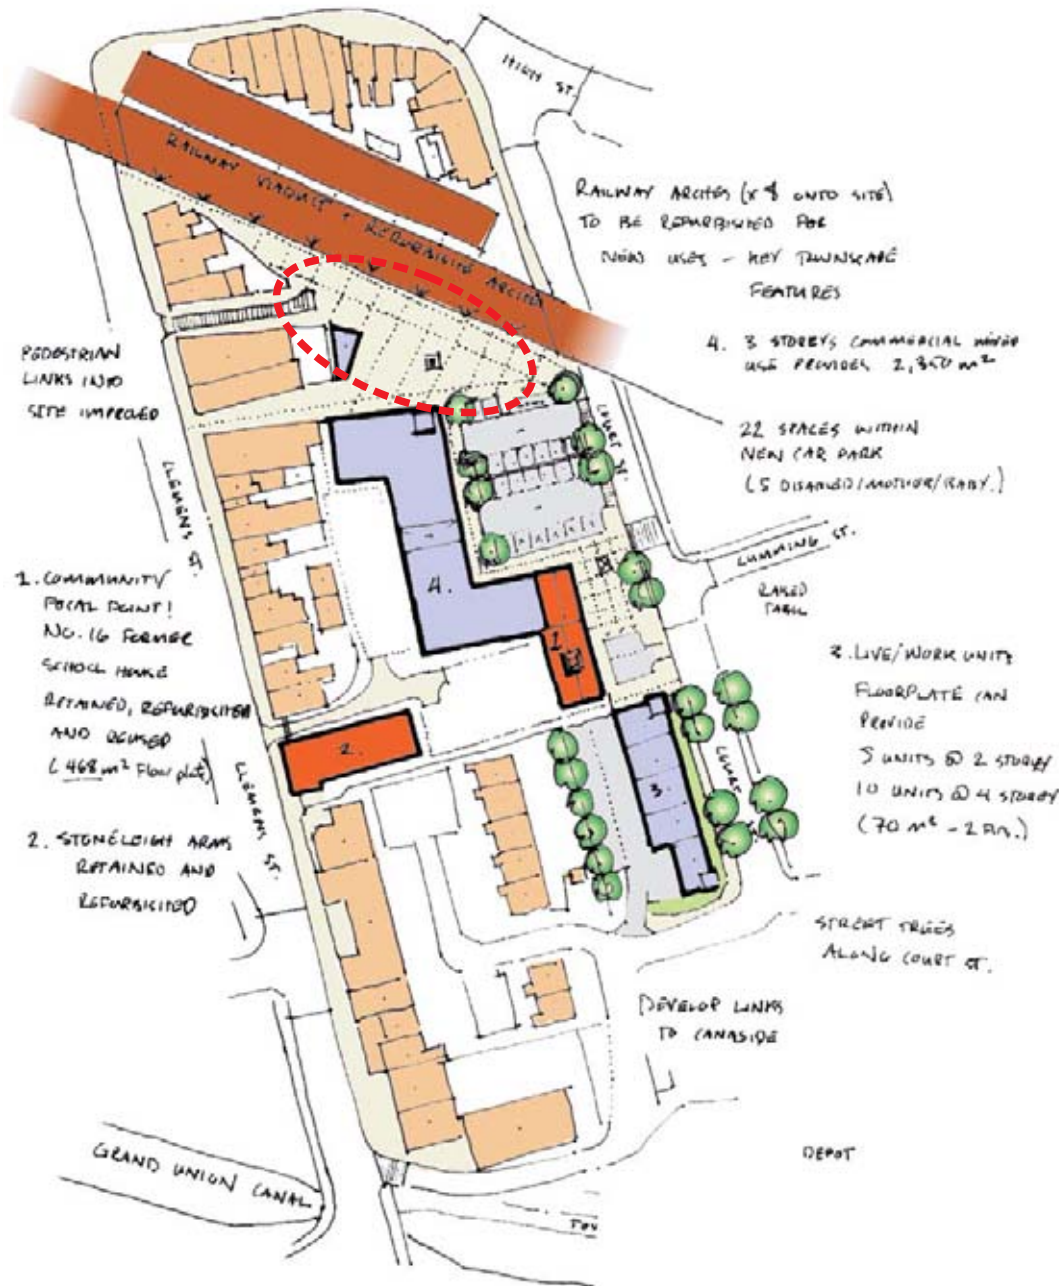 HIGH ST.
RAILWAY VIADUCT + REFURBISHED ARCHES
RAILWAY ARCHES (x 8 ONTO SITE)
TO BE REFURBISHED FOR
NEW USES - KEY TOWNSCAPE
FEATURES
4. 3 STOREYS COMMERCIAL MIXED
USE PROVIDES 2,350 m²
22 SPACES WITHIN
NEW CAR PARK
(5 DISABLED/MOTHER/BABY.)
PEDESTRIAN
LINKS INTO
SITE IMPROVED
CLEMENS ST.
COURT
CUMMING ST.
RAISED
TABLE
1. COMMUNITY
FOCAL POINT!
NO. 16 FORMER
SCHOOL HOUSE
RETAINED, REFURBISHED
AND REUSED
(468 m² Floor plate)
4.
1
2.
3
3. LIVE/WORK UNITS
FLOORPLATE CAN
PROVIDE
5 UNITS @ 2 STOREY
10 UNITS @ 4 STOREY
(70 m² - 2 Flrs.)
COURT
CLEMENS ST.
2. STONELEIGH ARMS
RETAINED AND
REFURBISHED
STREET TREES
ALONG COURT ST.
DEVELOP LINKS
TO CANALSIDE
DEPOT
GRAND UNION CANAL